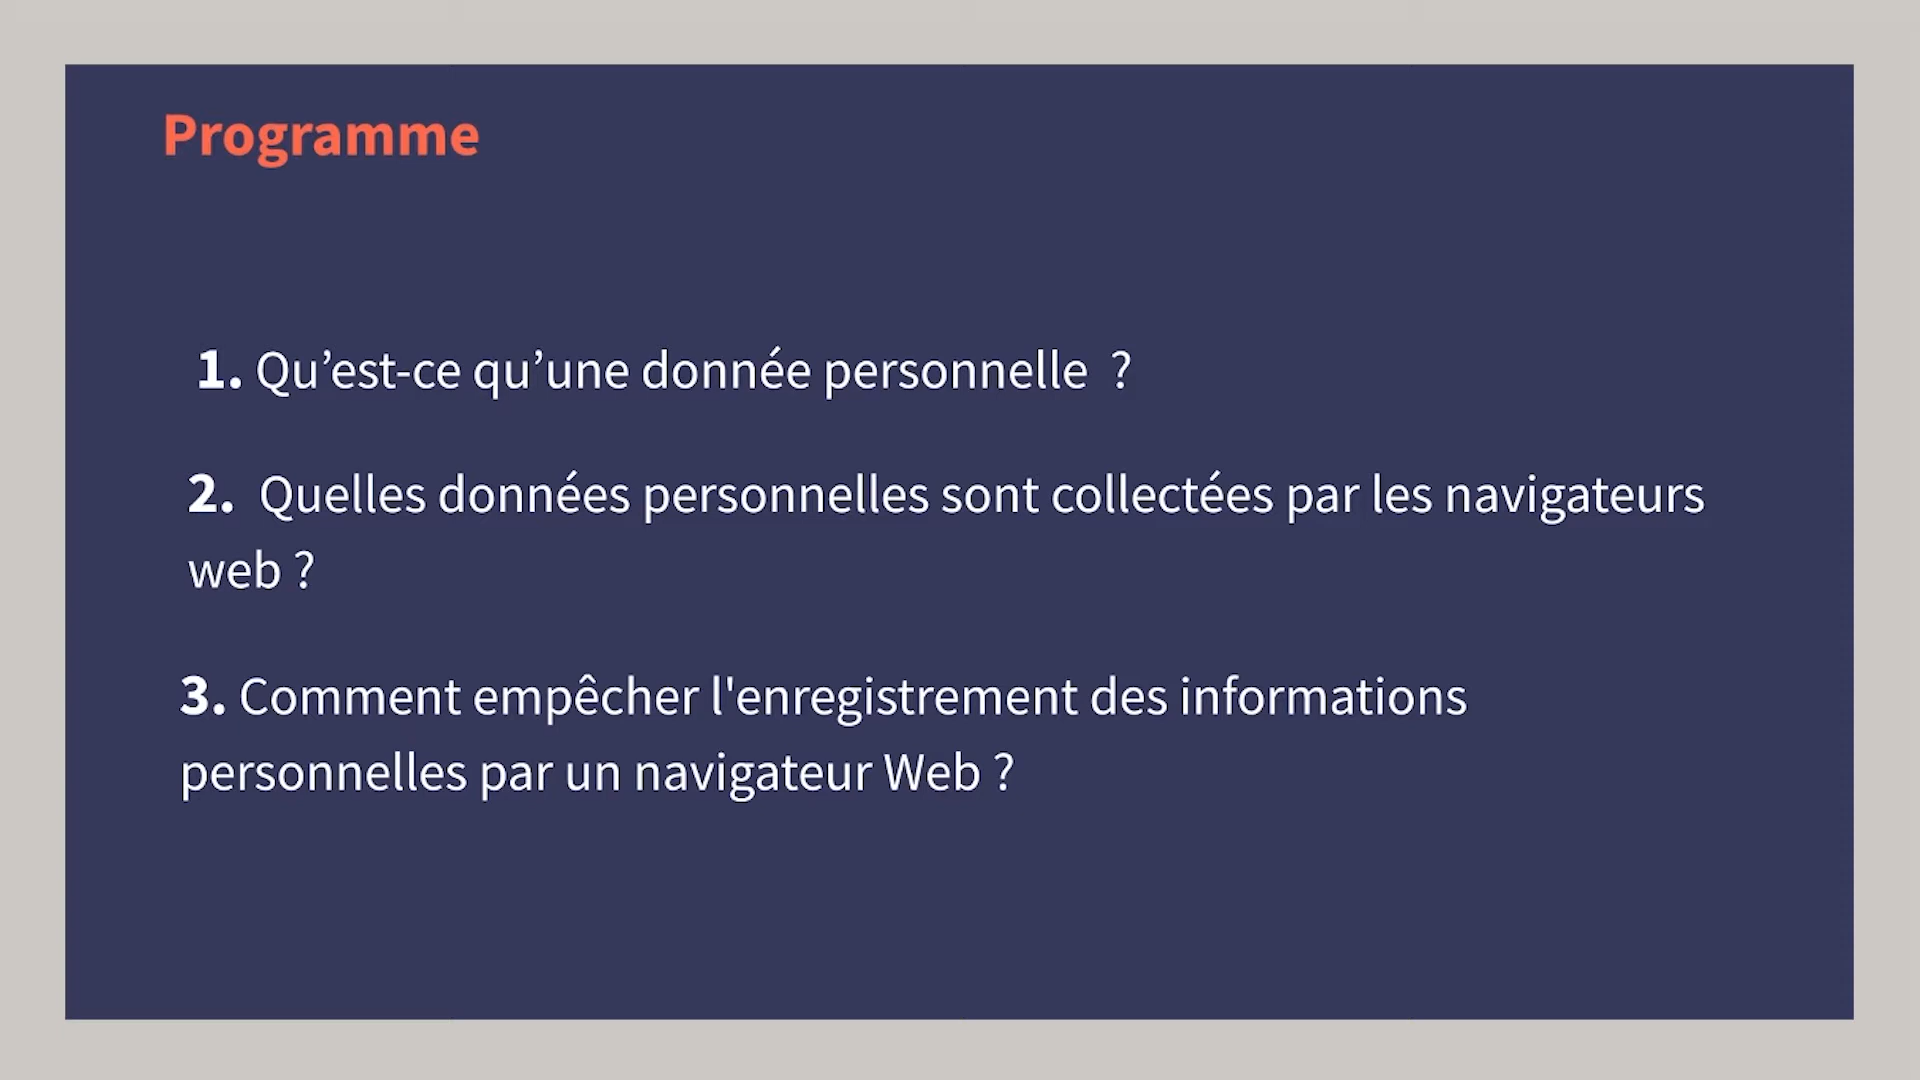 Programme
1. Qu’est-ce qu’une donnée personnelle  ?
2.  Quelles données personnelles sont collectées par les navigateurs
web ?
3. Comment empêcher l'enregistrement des informations
personnelles par un navigateur Web ?